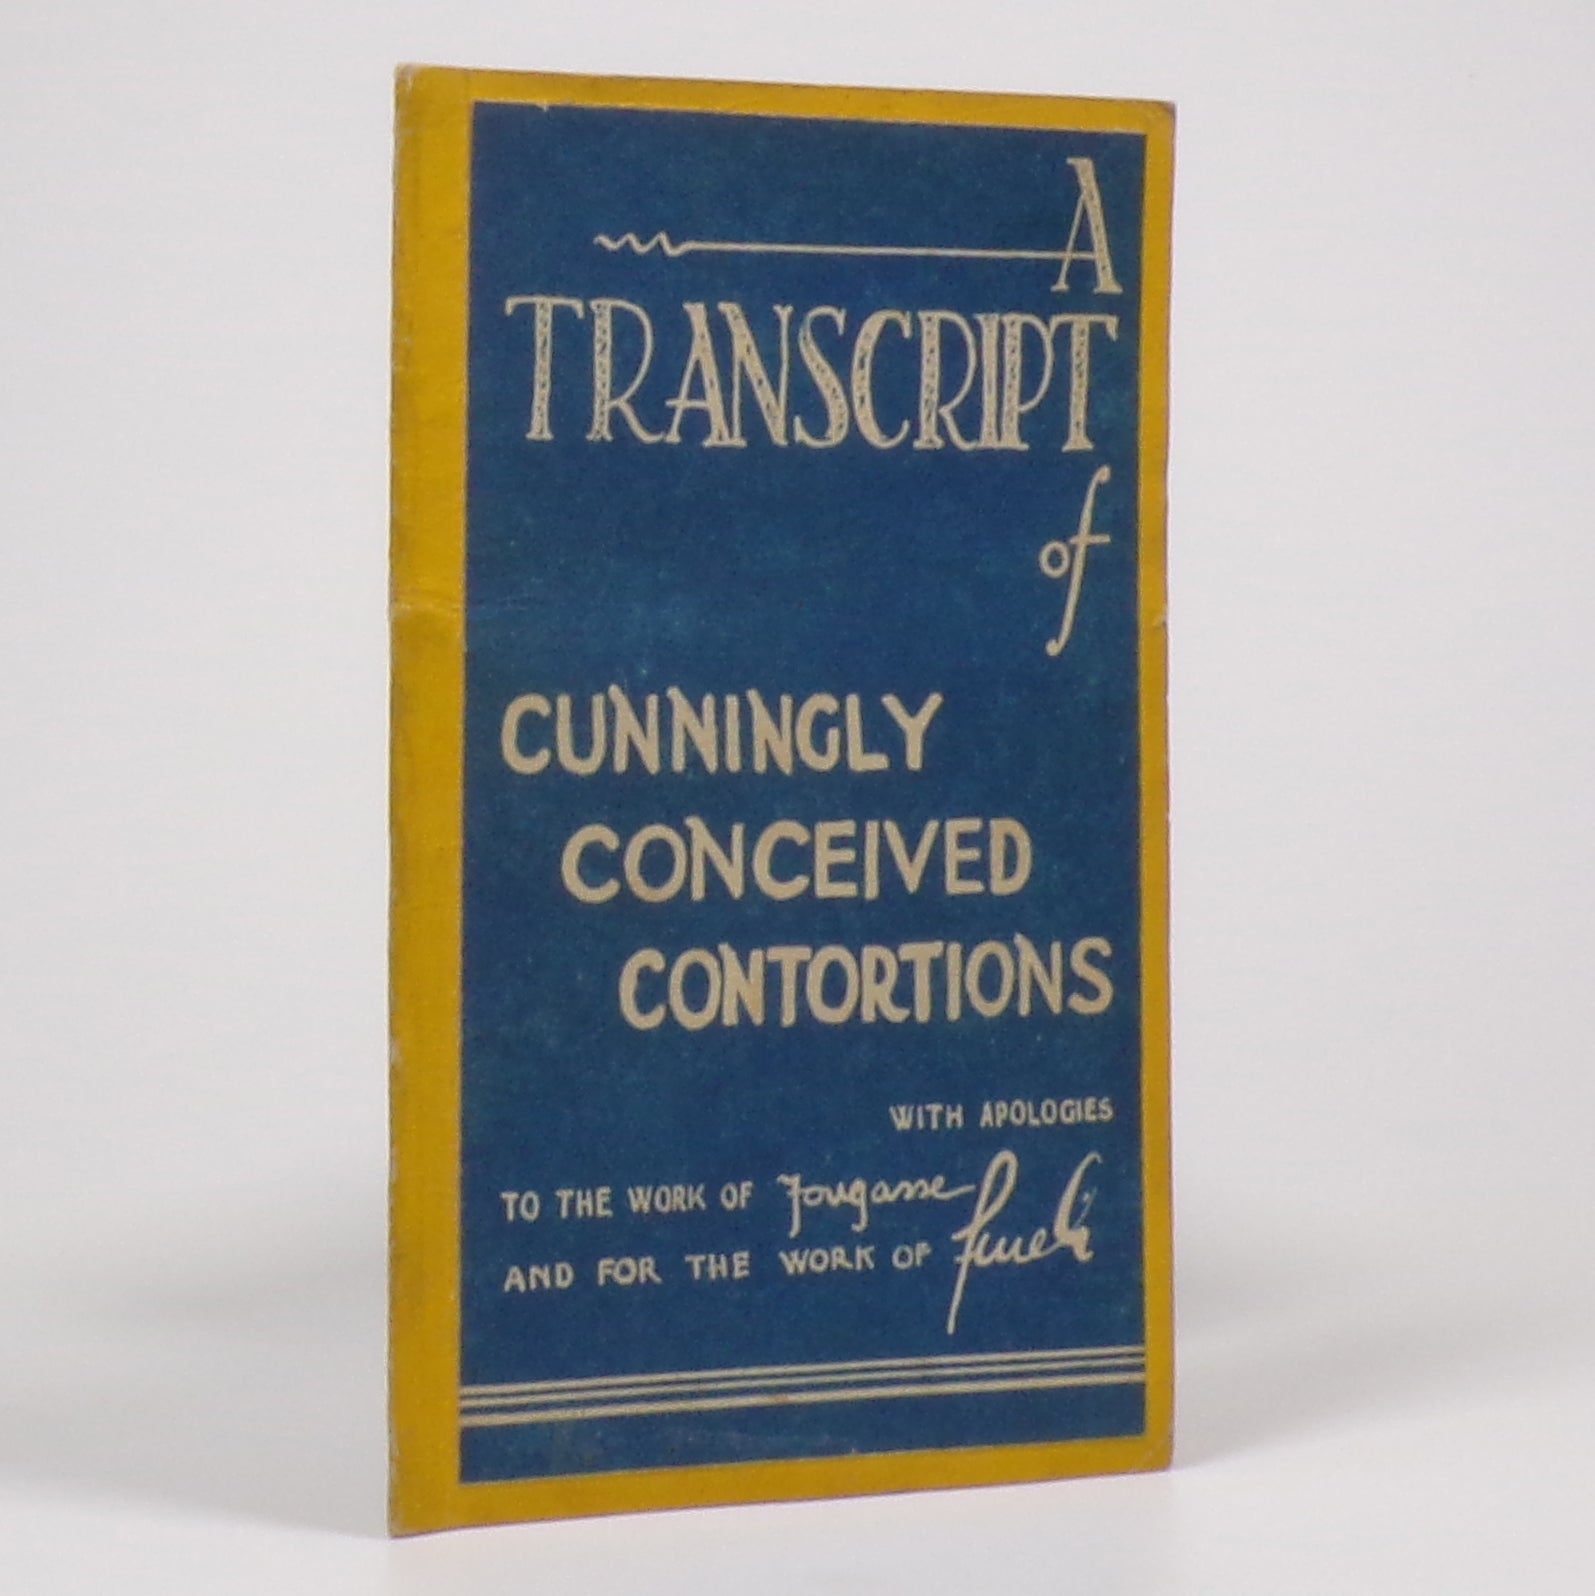 A
TRANSCRIPT
of
CUNNINGLY
CONCEIVED
CONTORTIONS
WITH APOLOGIES
TO THE WORK OF Fougasse
AND FOR THE WORK OF